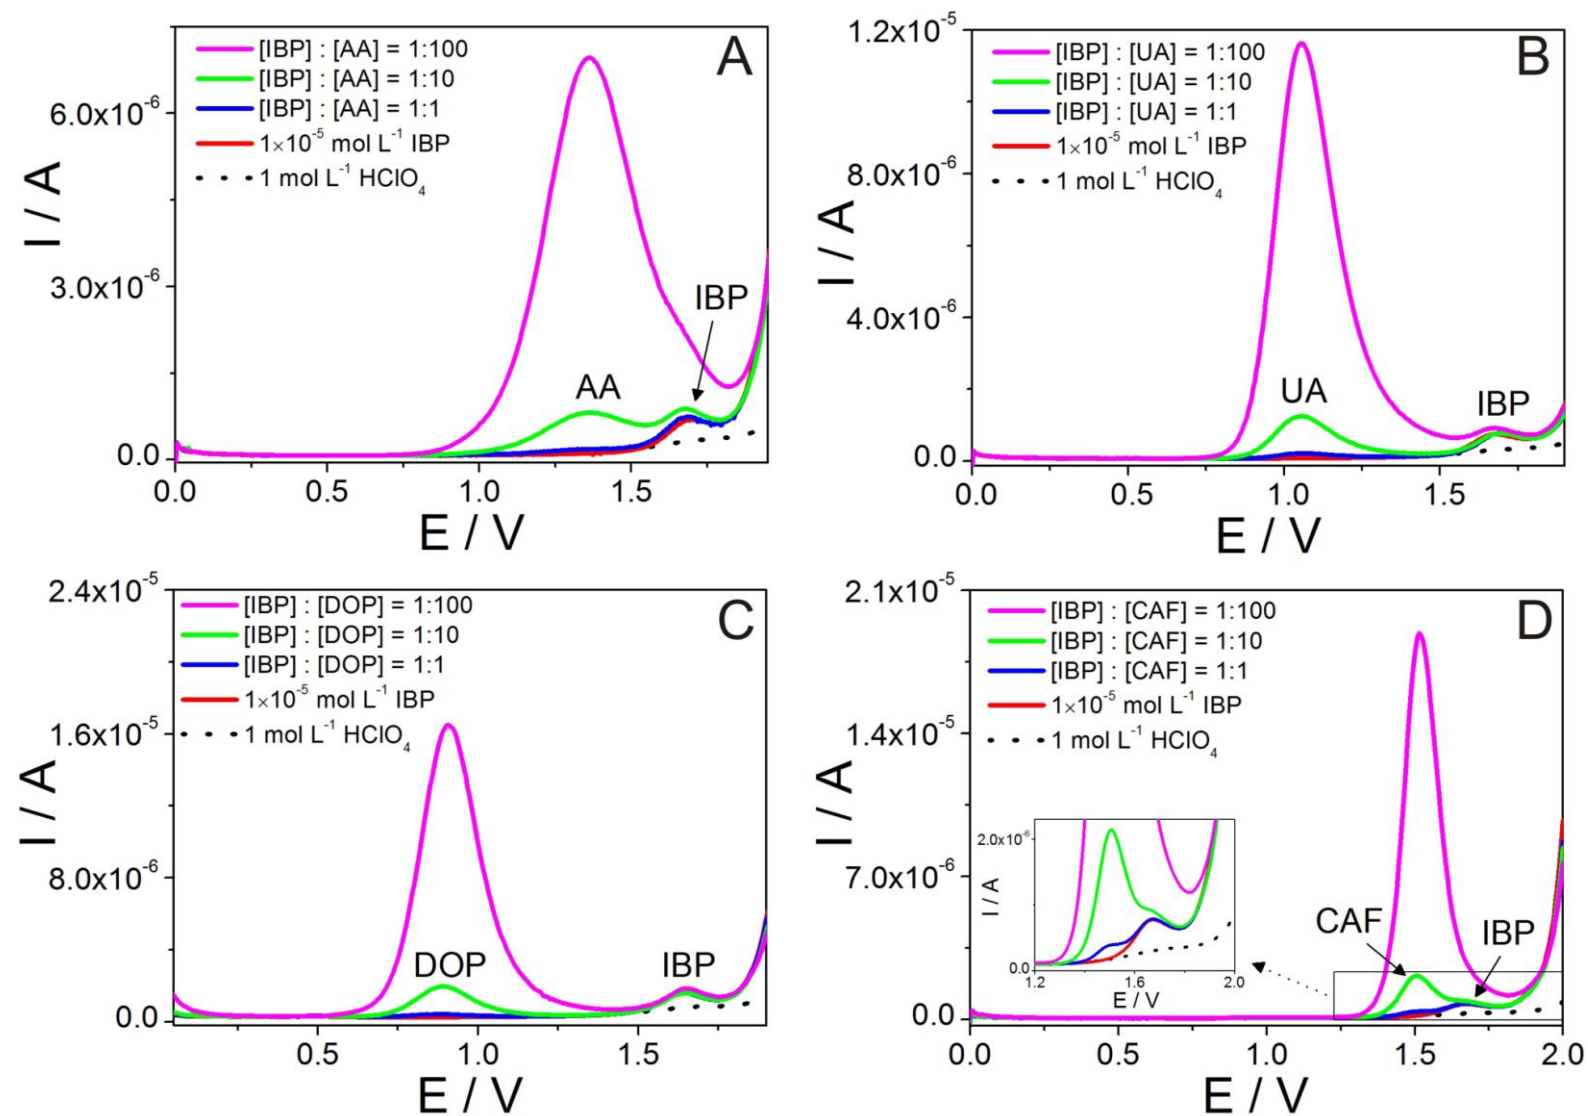 A
[IBP] : [AA] = 1:100
[IBP] : [AA] = 1:10
[IBP] : [AA] = 1:1
1×10⁻⁵ mol L⁻¹ IBP
1 mol L⁻¹ HClO₄
6.0x10⁻⁶
3.0x10⁻⁶
0.0
I / A
IBP
AA
0.0 0.5 1.0 1.5
E / V
B
[IBP] : [UA] = 1:100
[IBP] : [UA] = 1:10
[IBP] : [UA] = 1:1
1×10⁻⁵ mol L⁻¹ IBP
1 mol L⁻¹ HClO₄
1.2x10⁻⁵
8.0x10⁻⁶
4.0x10⁻⁶
0.0
I / A
UA
IBP
0.0 0.5 1.0 1.5
E / V
C
[IBP] : [DOP] = 1:100
[IBP] : [DOP] = 1:10
[IBP] : [DOP] = 1:1
1×10⁻⁵ mol L⁻¹ IBP
1 mol L⁻¹ HClO₄
2.4x10⁻⁵
1.6x10⁻⁵
8.0x10⁻⁶
0.0
I / A
DOP
IBP
0.5 1.0 1.5
E / V
D
[IBP] : [CAF] = 1:100
[IBP] : [CAF] = 1:10
[IBP] : [CAF] = 1:1
1×10⁻⁵ mol L⁻¹ IBP
1 mol L⁻¹ HClO₄
2.1x10⁻⁵
1.4x10⁻⁵
7.0x10⁻⁶
0.0
I / A
2.0x10⁻⁶
0.0
I / A
1.2 1.6 2.0
E / V
CAF
IBP
0.0 0.5 1.0 1.5 2.0
E / V